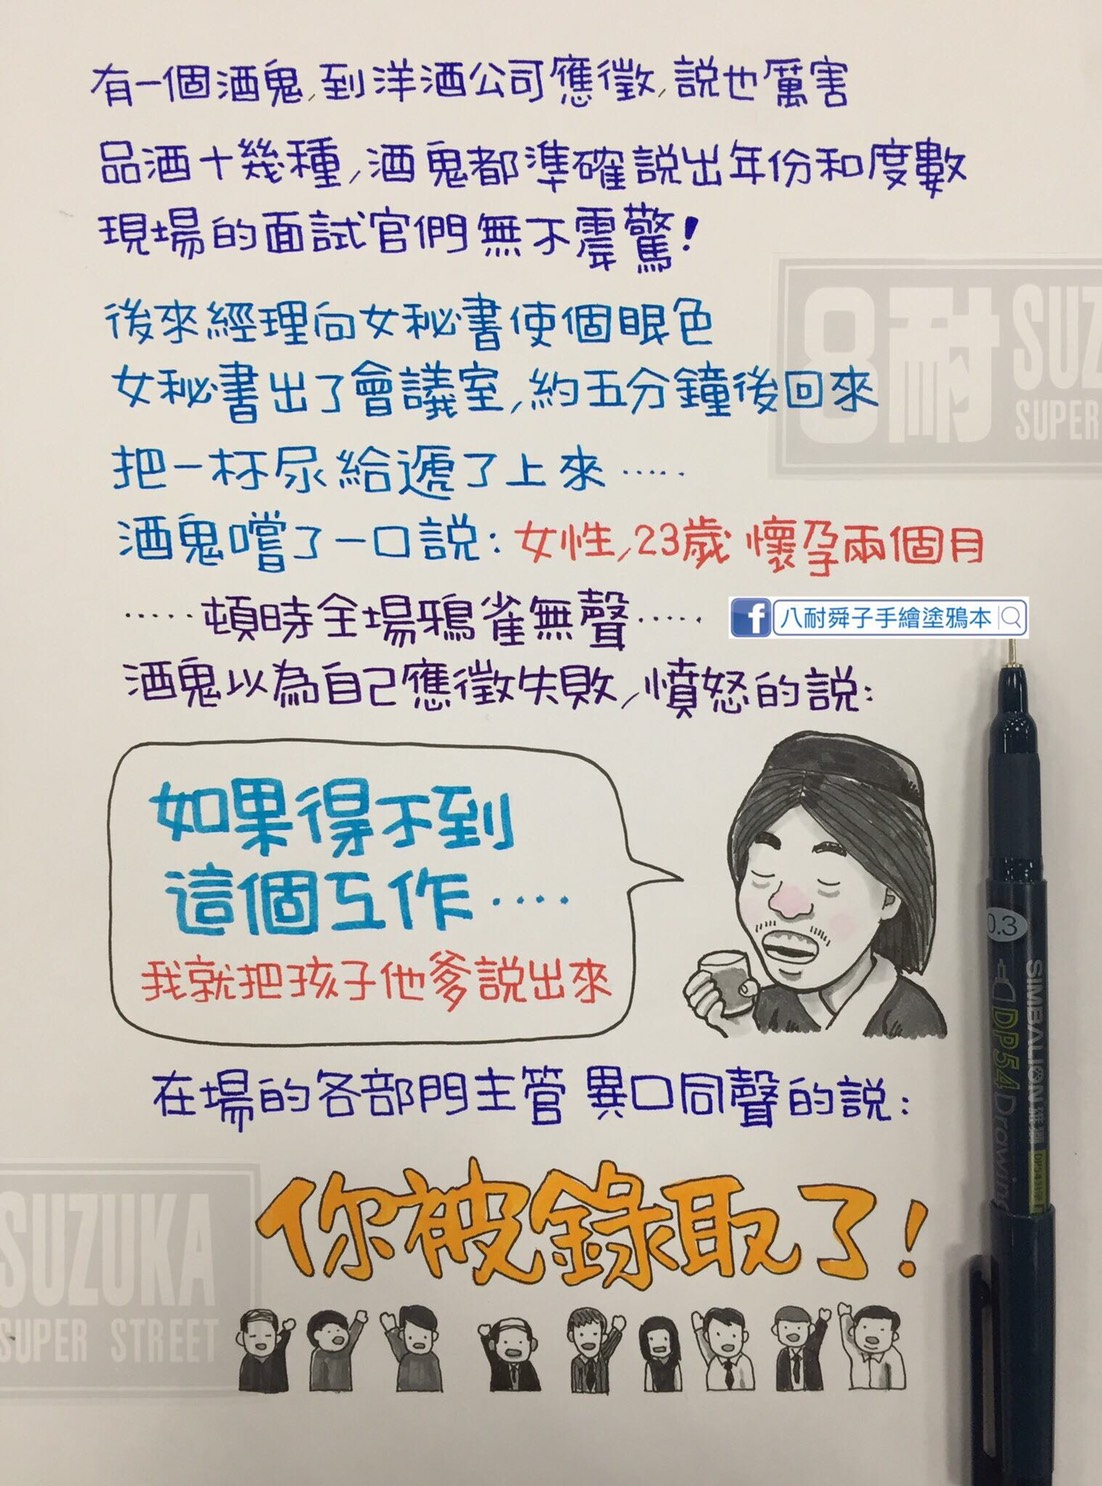 有一個酒鬼,到洋酒公司應徵,說也厲害
品酒十幾種,酒鬼都準確說出年份和度數
現場的面試官們無不震驚!
後來經理向女秘書使個眼色
女秘書出了會議室,約五分鐘後回來
把一杯尿給遞了上來.....
酒鬼嚐了一口說:女性,23歲 懷孕兩個月
.....頓時全場鴉雀無聲.....
八耐舜子手繪塗鴉本
酒鬼以為自己應徵失敗,憤怒的說:
如果得不到
這個工作....
我就把孩子他爹說出來
在場的各部門主管 異口同聲的說:
你被錄取了!
8耐 SUZ
SUPER
SUZUKA
SUPER STREET
0.3
SIMBALION 雄獅
DP54 Drawing